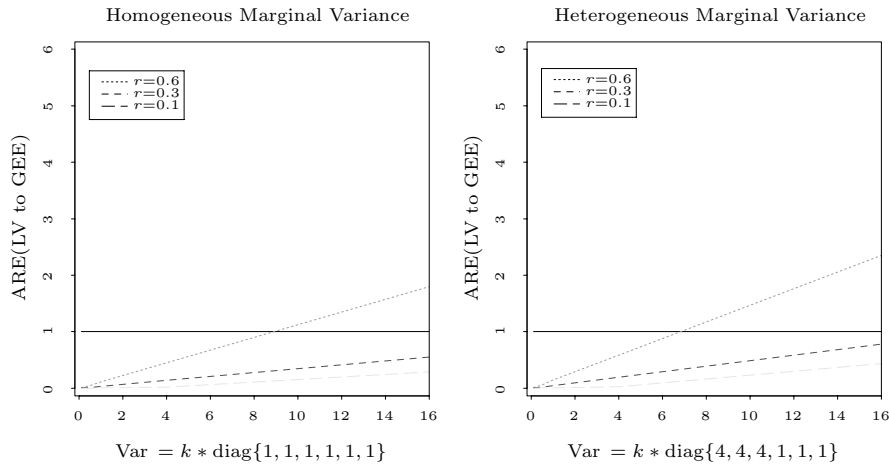 Homogeneous Marginal Variance
ARE(LV to GEE)
6
5
4
3
2
1
0
r=0.6
r=0.3
r=0.1
0 2 4 6 8 10 12 14 16
Var = k ∗ diag{1, 1, 1, 1, 1, 1}
Heterogeneous Marginal Variance
ARE(LV to GEE)
6
5
4
3
2
1
0
r=0.6
r=0.3
r=0.1
0 2 4 6 8 10 12 14 16
Var = k ∗ diag{4, 4, 4, 1, 1, 1}